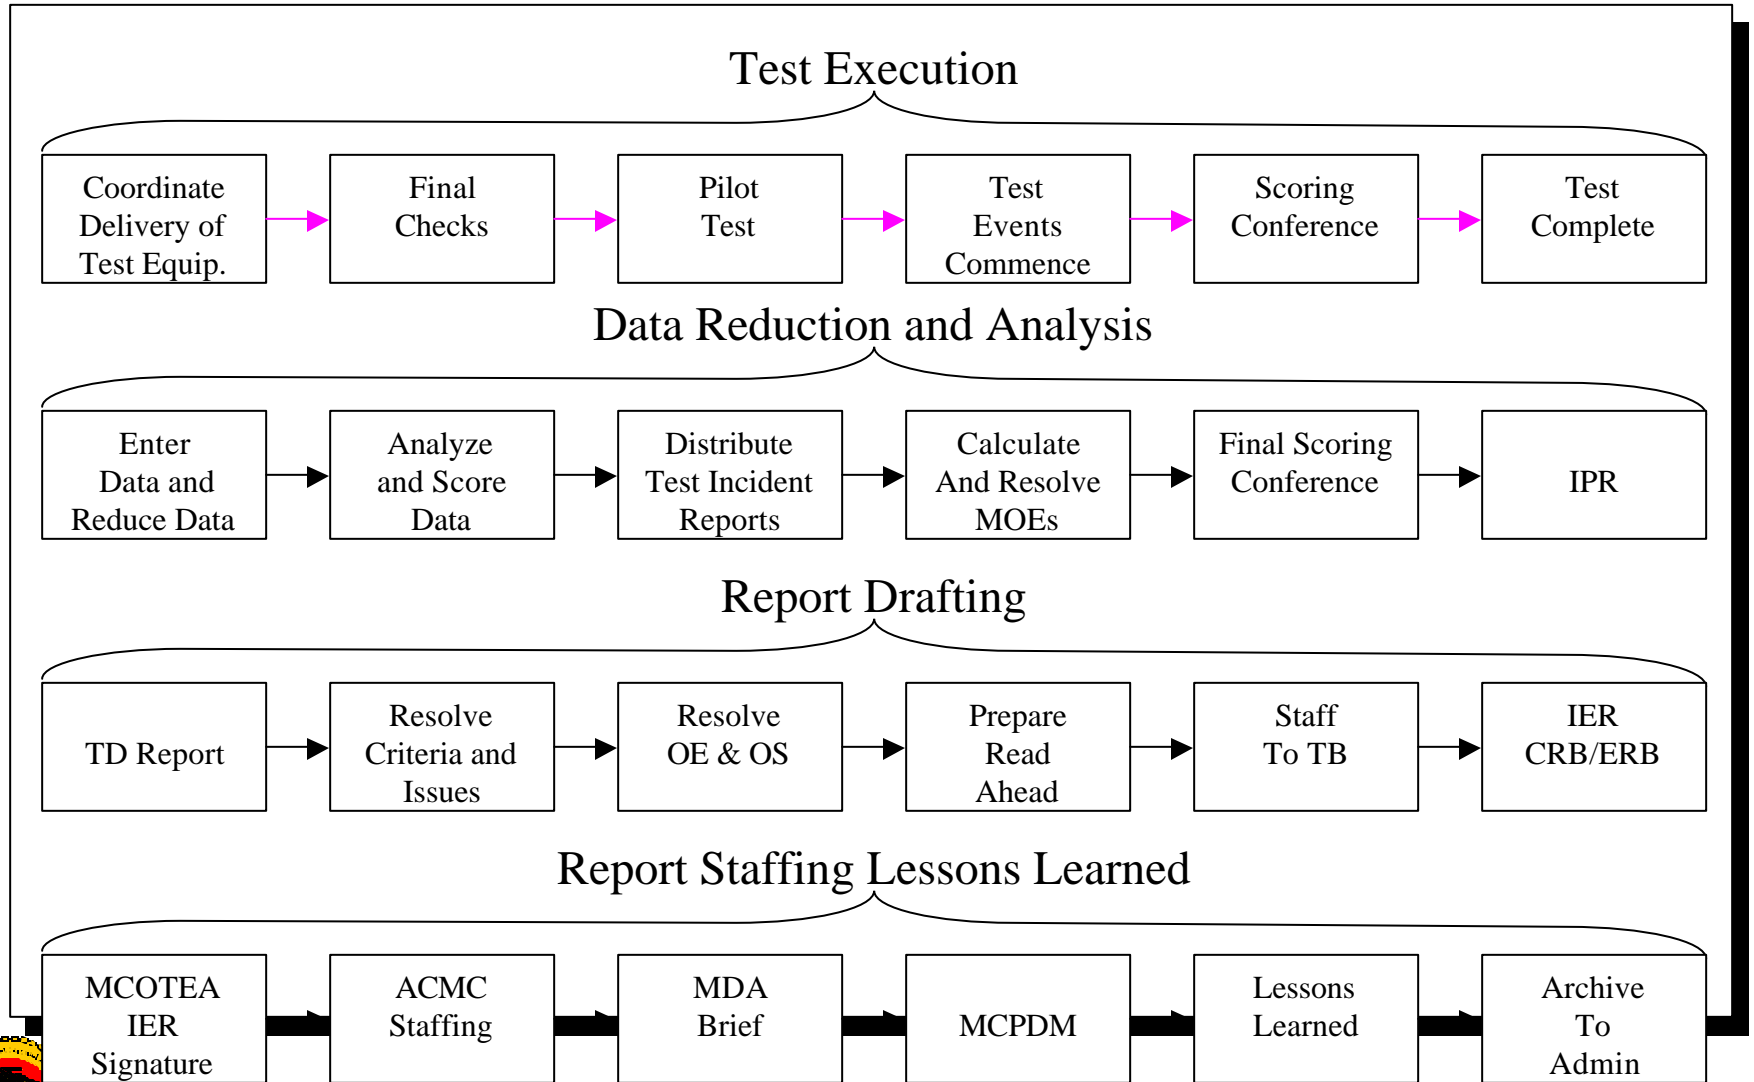 Test Execution
Coordinate
Delivery of
Test Equip.
Final
Checks
Pilot
Test
Test
Events
Commence
Scoring
Conference
Test
Complete
Data Reduction and Analysis
Enter
Data and
Reduce Data
Analyze
and Score
Data
Distribute
Test Incident
Reports
Calculate
And Resolve
MOEs
Final Scoring
Conference
IPR
Report Drafting
TD Report
Resolve
Criteria and
Issues
Resolve
OE & OS
Prepare
Read
Ahead
Staff
To TB
IER
CRB/ERB
Report Staffing Lessons Learned
MCOTEA
IER
Signature
ACMC
Staffing
MDA
Brief
MCPDM
Lessons
Learned
Archive
To
Admin